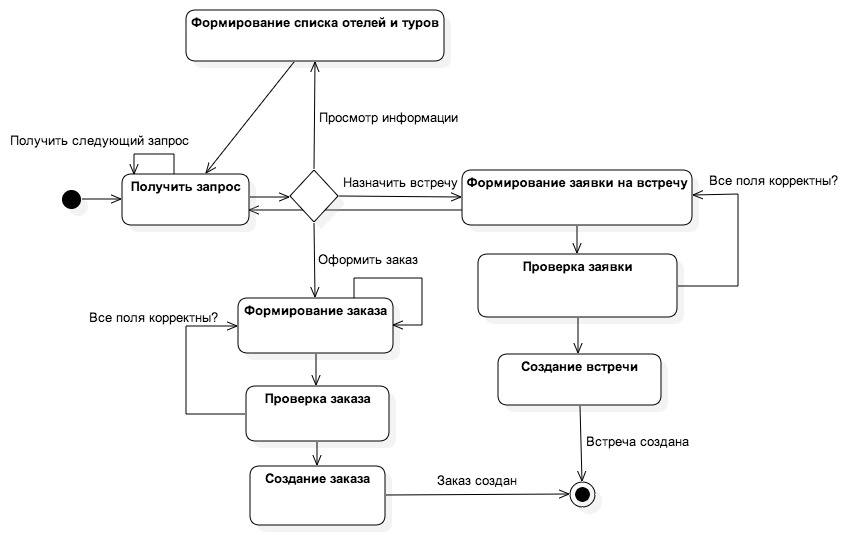 Формирование списка отелей и туров
Просмотр информации
Получить следующий запрос
Получить запрос
Назначить встречу
Формирование заявки на встречу
Все поля корректны?
Оформить заказ
Проверка заявки
Формирование заказа
Все поля корректны?
Создание встречи
Проверка заказа
Встреча создана
Создание заказа
Заказ создан